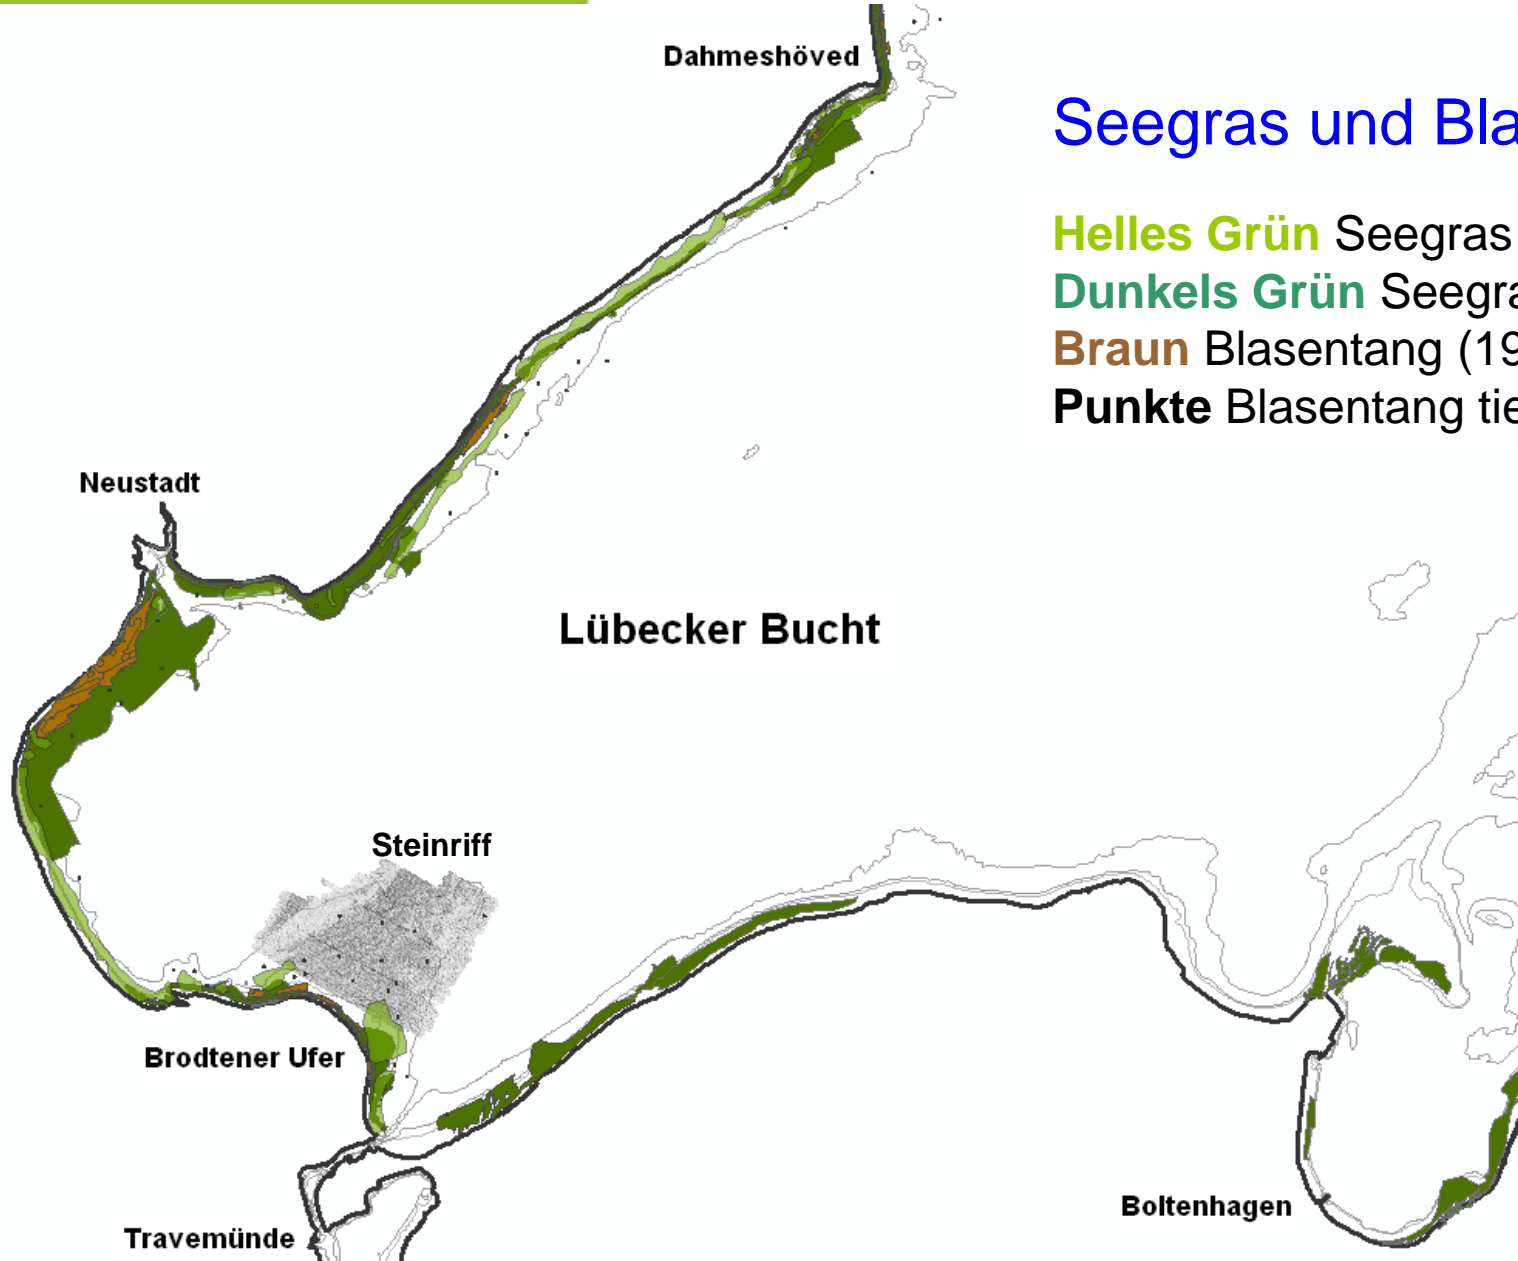 Dahmeshöved
Seegras und Bla
Helles Grün Seegras
Dunkels Grün Seegra
Braun Blasentang (19
Punkte Blasentang tie
Neustadt
Lübecker Bucht
Steinriff
Brodtener Ufer
Boltenhagen
Travemünde